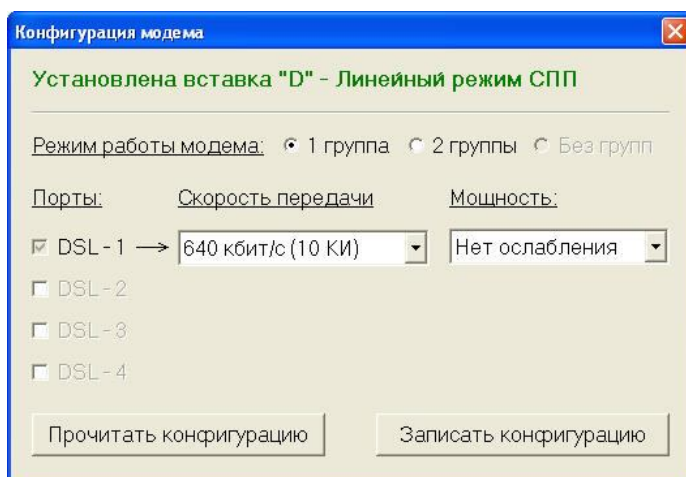 Конфигурация модема
Установлена вставка "D" - Линейный режим СПП
Режим работы модема: 1 группа 2 группы Без групп
Порты: Скорость передачи Мощность:
DSL-1 → 640 кбит/с (10 КИ) Нет ослабления
DSL-2
DSL-3
DSL-4
Прочитать конфигурацию Записать конфигурацию